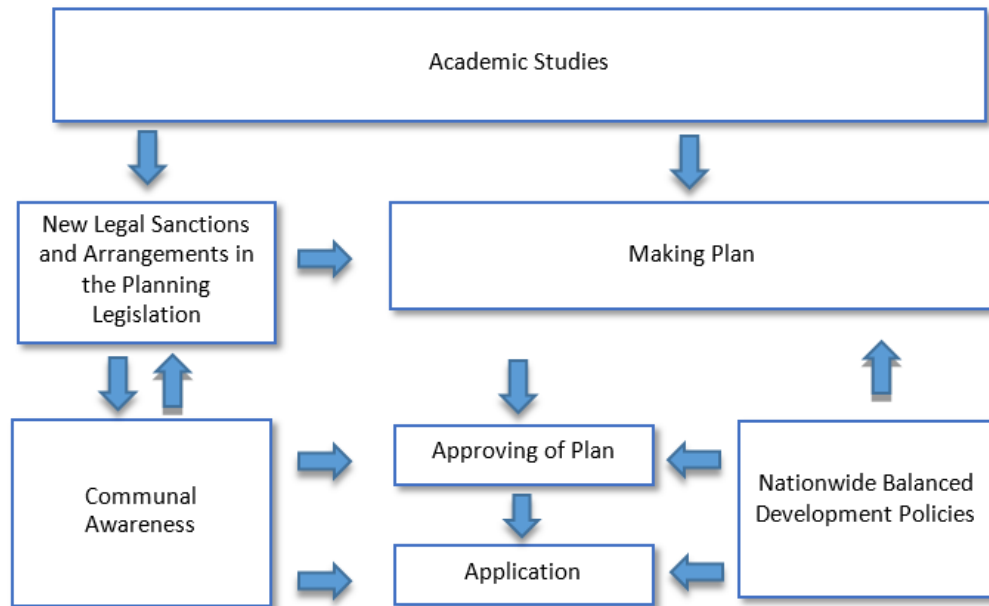 Academic Studies
New Legal Sanctions
and Arrangements in
the Planning
Legislation
Making Plan
Communal
Awareness
Approving of Plan
Nationwide Balanced
Development Policies
Application